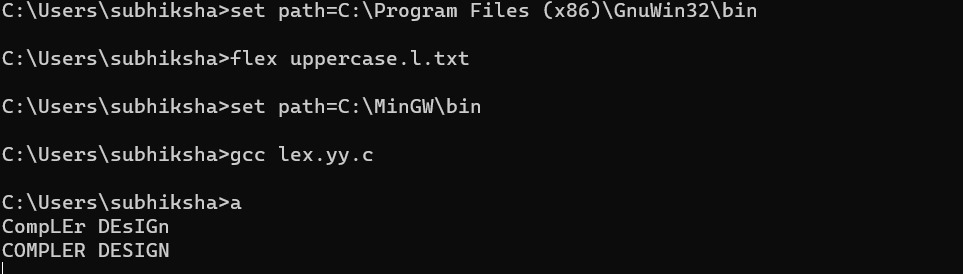 C:\Users\subhiksha>set path=C:\Program Files (x86)\GnuWin32\bin
C:\Users\subhiksha>flex uppercase.l.txt
C:\Users\subhiksha>set path=C:\MinGW\bin
C:\Users\subhiksha>gcc lex.yy.c
C:\Users\subhiksha>a
CompLEr DEsIGn
COMPLER DESIGN